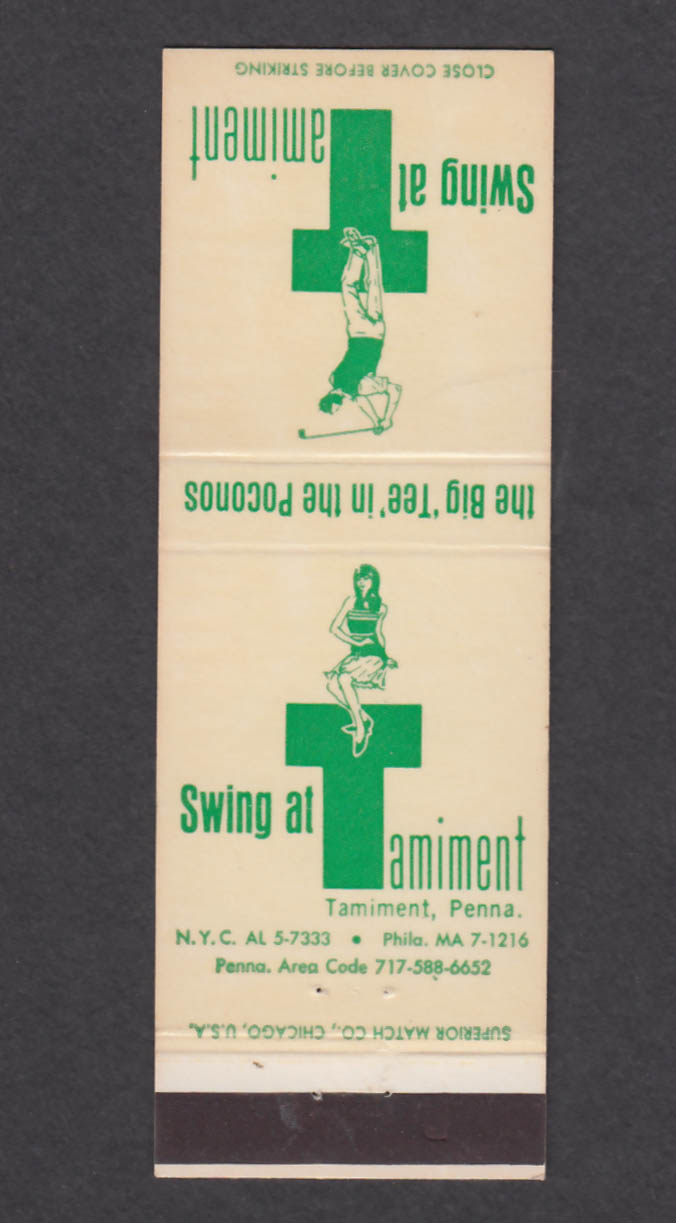 CLOSE COVER BEFORE STRIKING
Swing at Tamiment
the Big 'Tee' in the Poconos
Swing at Tamiment
Tamiment, Penna.
N.Y.C. AL 5-7333 • Phila. MA 7-1216
Penna. Area Code 717-588-6652
SUPERIOR MATCH CO., CHICAGO, U.S.A.